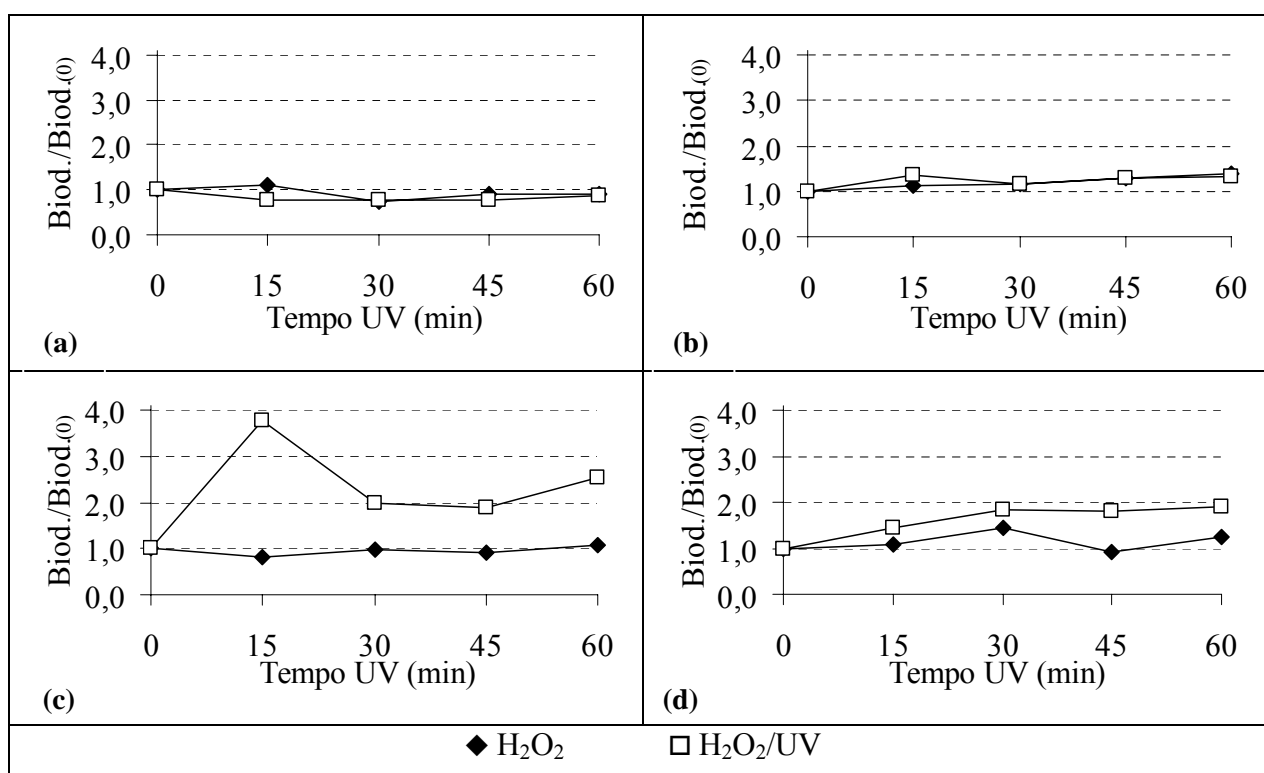 Biod./Biod.(0)
4,0
3,0
2,0
1,0
0,0
0 15 30 45 60
Tempo UV (min)
(a)
Biod./Biod.(0)
4,0
3,0
2,0
1,0
0,0
0 15 30 45 60
Tempo UV (min)
(b)
Biod./Biod.(0)
4,0
3,0
2,0
1,0
0,0
0 15 30 45 60
Tempo UV (min)
(c)
Biod./Biod.(0)
4,0
3,0
2,0
1,0
0,0
0 15 30 45 60
Tempo UV (min)
(d)
H₂O₂ H₂O₂/UV